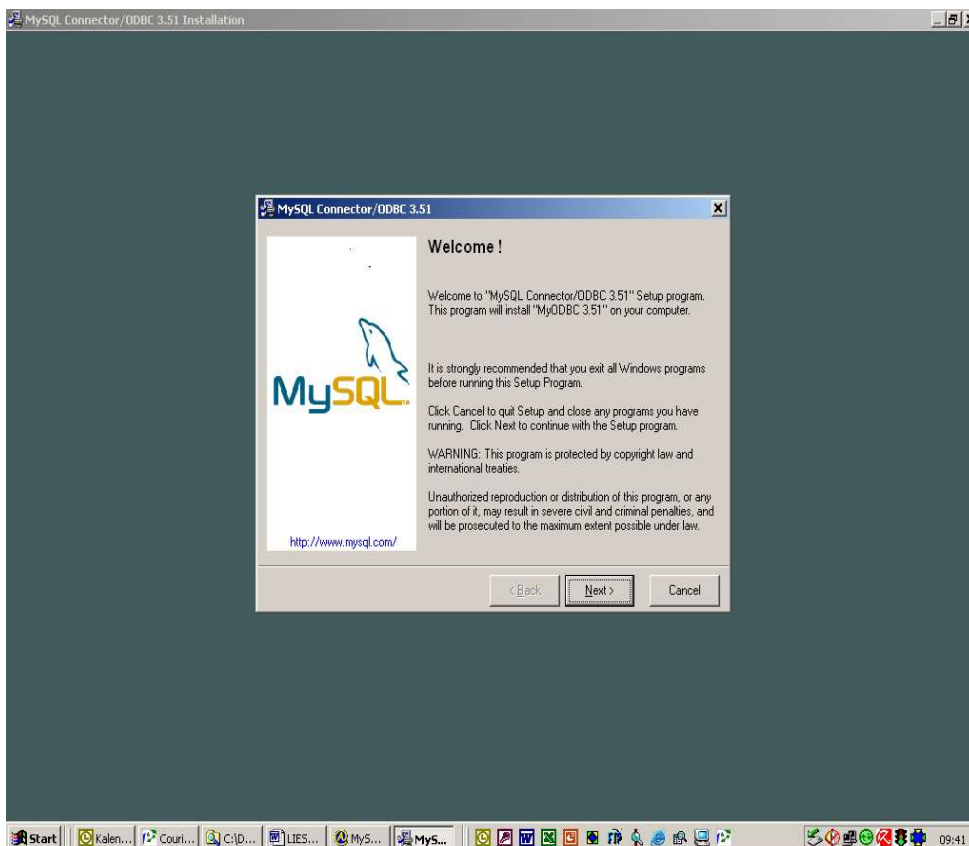 MySQL Connector/ODBC 3.51 Installation
MySQL Connector/ODBC 3.51
Welcome !
Welcome to "MySQL Connector/ODBC 3.51" Setup program.
This program will install "MyODBC 3.51" on your computer.
It is strongly recommended that you exit all Windows programs
before running this Setup Program.
Click Cancel to quit Setup and close any programs you have
running. Click Next to continue with the Setup program.
WARNING: This program is protected by copyright law and
international treaties.
Unauthorized reproduction or distribution of this program, or any
portion of it, may result in severe civil and criminal penalties, and
will be prosecuted to the maximum extent possible under law.
MySQL
http://www.mysql.com/
< Back
Next >
Cancel
Start
Kalen...
Couri...
C:\D...
LIES...
MyS...
MyS...
09:41